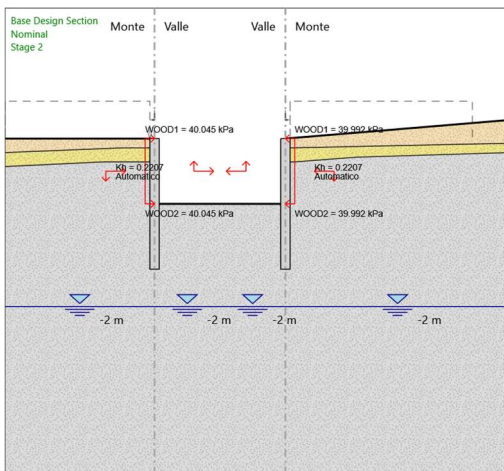 Base Design Section
Nominal
Stage 2
Monte Valle Valle Monte
WOOD1 = 40.045 kPa WOOD1 = 39.992 kPa
Kh = 0.2207 Kh = 0.2207
Automatico Automatico
WOOD2 = 40.045 kPa WOOD2 = 39.992 kPa
-2 m -2 m -2 m -2 m